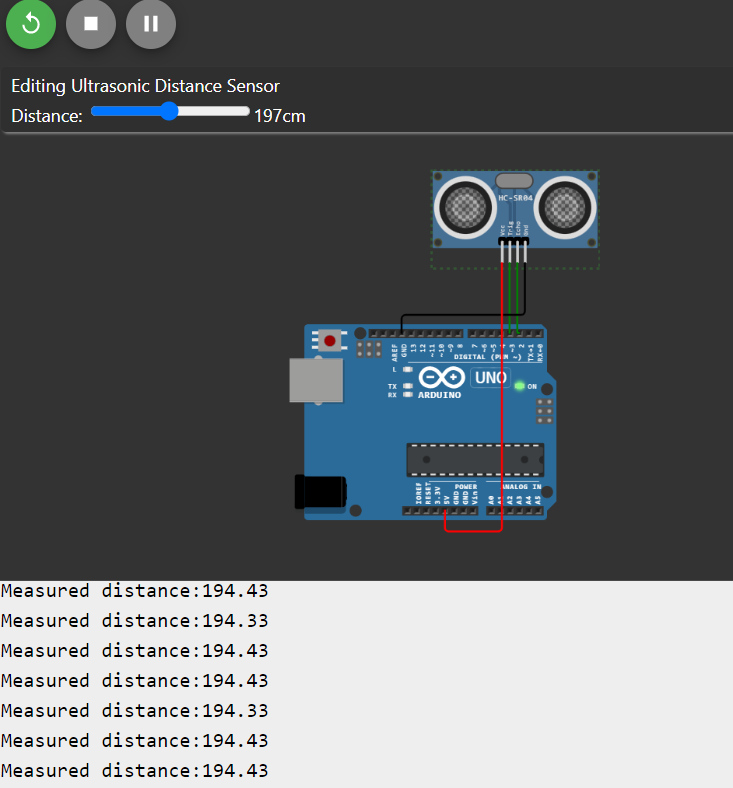 Editing Ultrasonic Distance Sensor
Distance: 197cm
HC-SR04
Vcc
Trig
Echo
Gnd
AREF
GND
13
12
~11
~10
~9
8
7
~6
~5
4
~3
2
TX→1
RX←0
DIGITAL (PWM ~)
L
TX
RX
UNO
ARDUINO
ON
POWER
ANALOG IN
IOREF
RESET
3.3V
5V
GND
GND
Vin
A0
A1
A2
A3
A4
A5
Measured distance:194.43
Measured distance:194.33
Measured distance:194.43
Measured distance:194.43
Measured distance:194.33
Measured distance:194.43
Measured distance:194.43